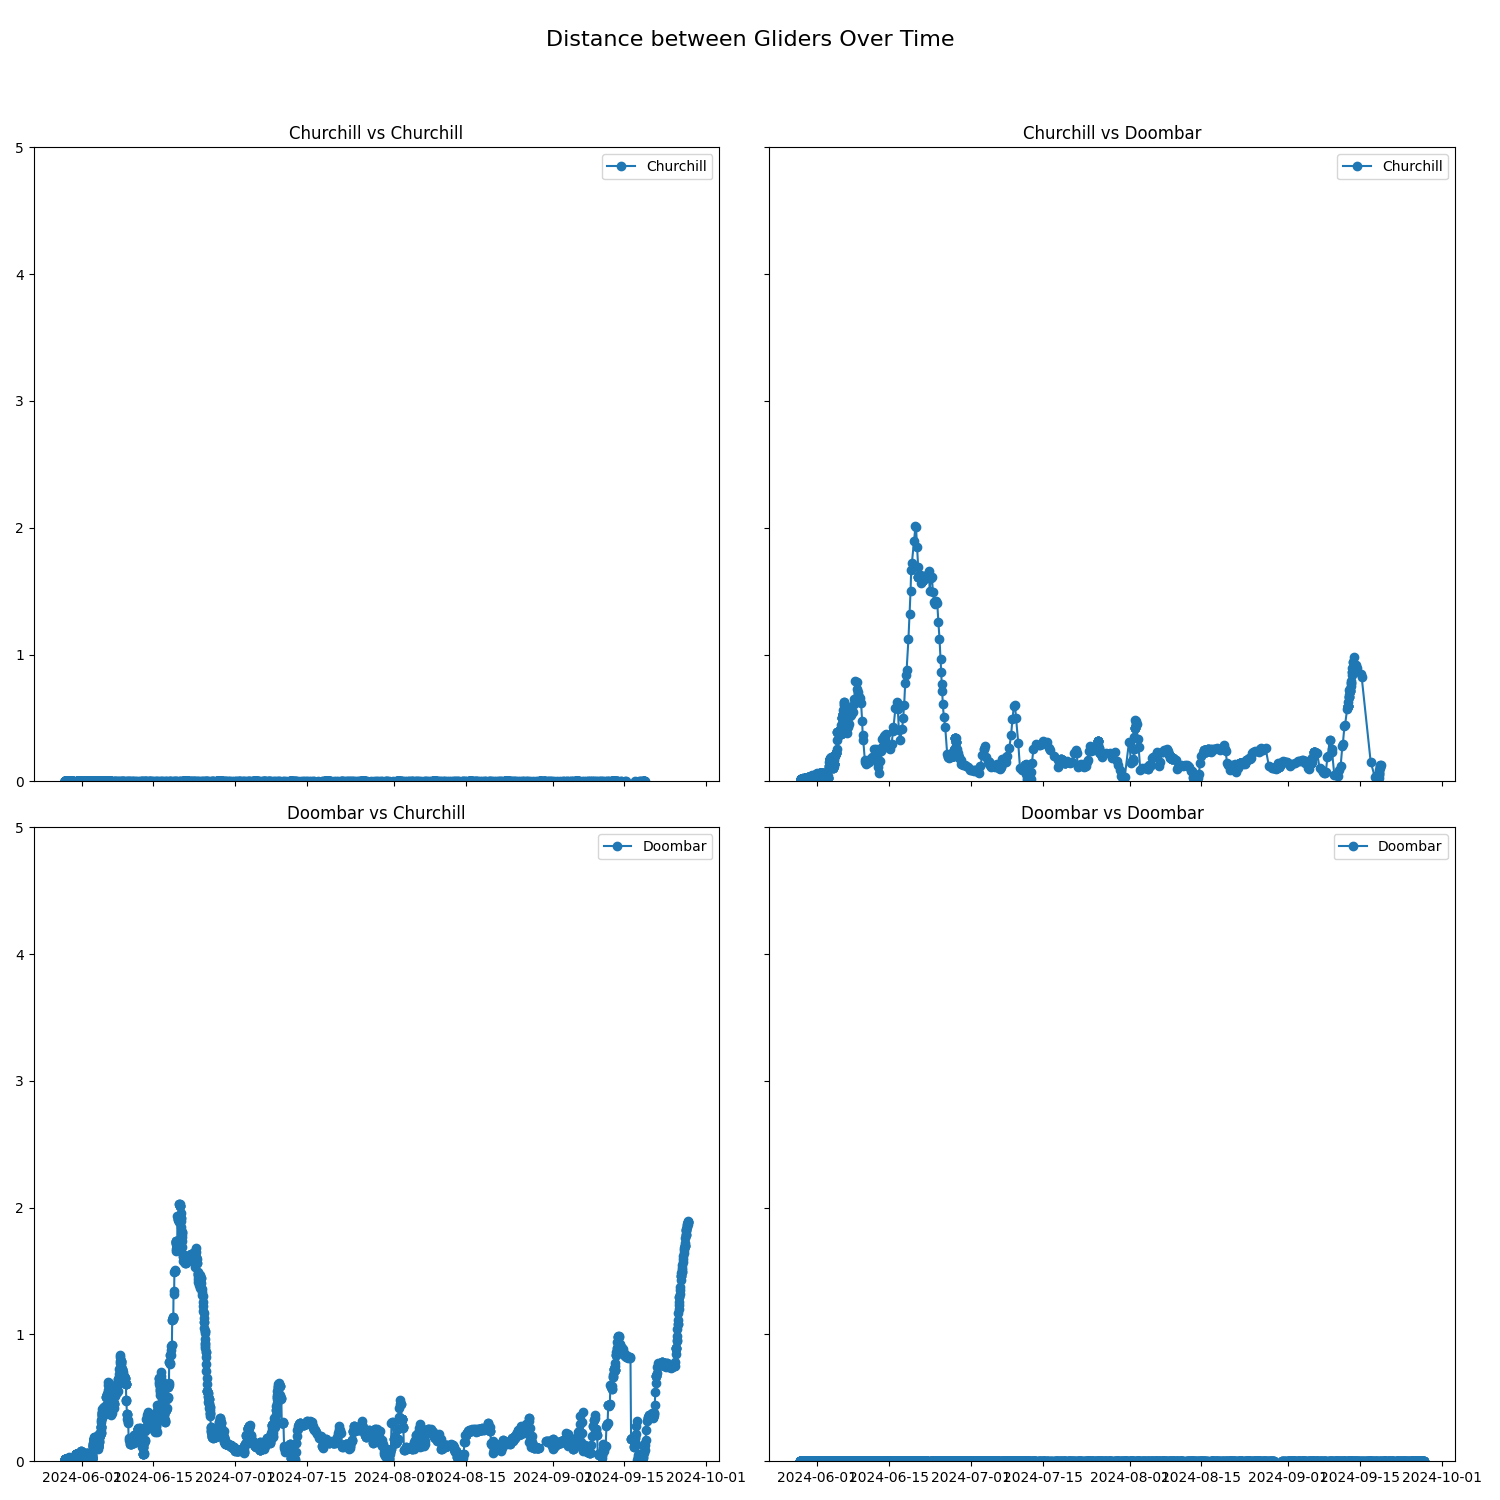 Distance between Gliders Over Time
Churchill vs Churchill
5
4
3
2
1
0
Churchill
Churchill vs Doombar
Churchill
Doombar vs Churchill
5
4
3
2
1
0
Doombar
2024-06-01 2024-06-15 2024-07-01 2024-07-15 2024-08-01 2024-08-15 2024-09-01 2024-09-15 2024-10-01
Doombar vs Doombar
Doombar
2024-06-01 2024-06-15 2024-07-01 2024-07-15 2024-08-01 2024-08-15 2024-09-01 2024-09-15 2024-10-01